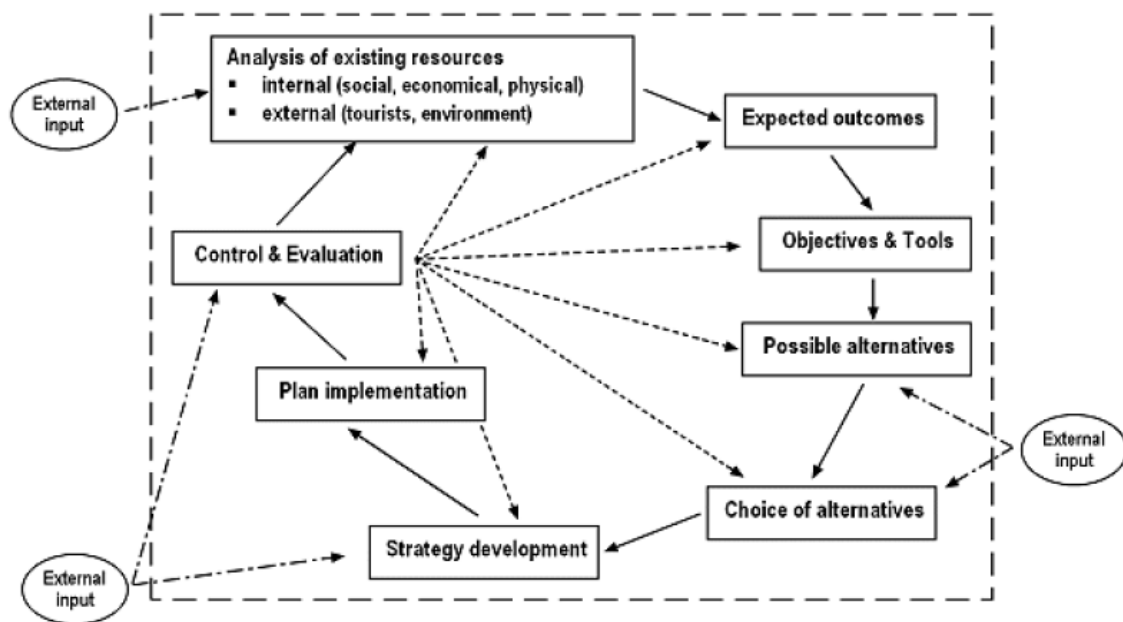 Analysis of existing resources
▪ internal (social, economical, physical)
▪ external (tourists, environment)
External
input
Expected outcomes
Control & Evaluation
Objectives & Tools
Possible alternatives
Plan implementation
External
input
Choice of alternatives
Strategy development
External
input